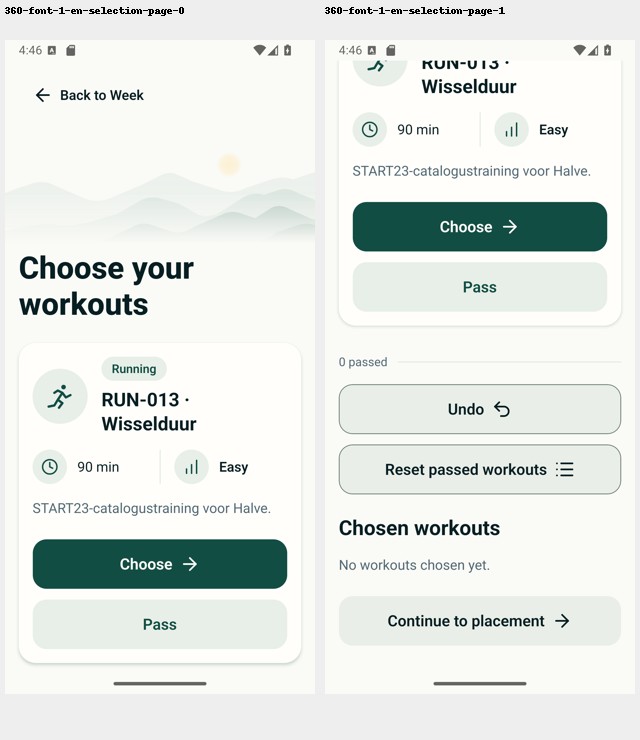 360-font-1-en-selection-page-0
4:46
Back to Week
Choose your
workouts
Running
RUN-013 ·
Wisselduur
90 min
Easy
START23-catalogustraining voor Halve.
Choose
Pass
360-font-1-en-selection-page-1
4:46
RUN-013 ·
Wisselduur
90 min
Easy
START23-catalogustraining voor Halve.
Choose
Pass
0 passed
Undo
Reset passed workouts
Chosen workouts
No workouts chosen yet.
Continue to placement